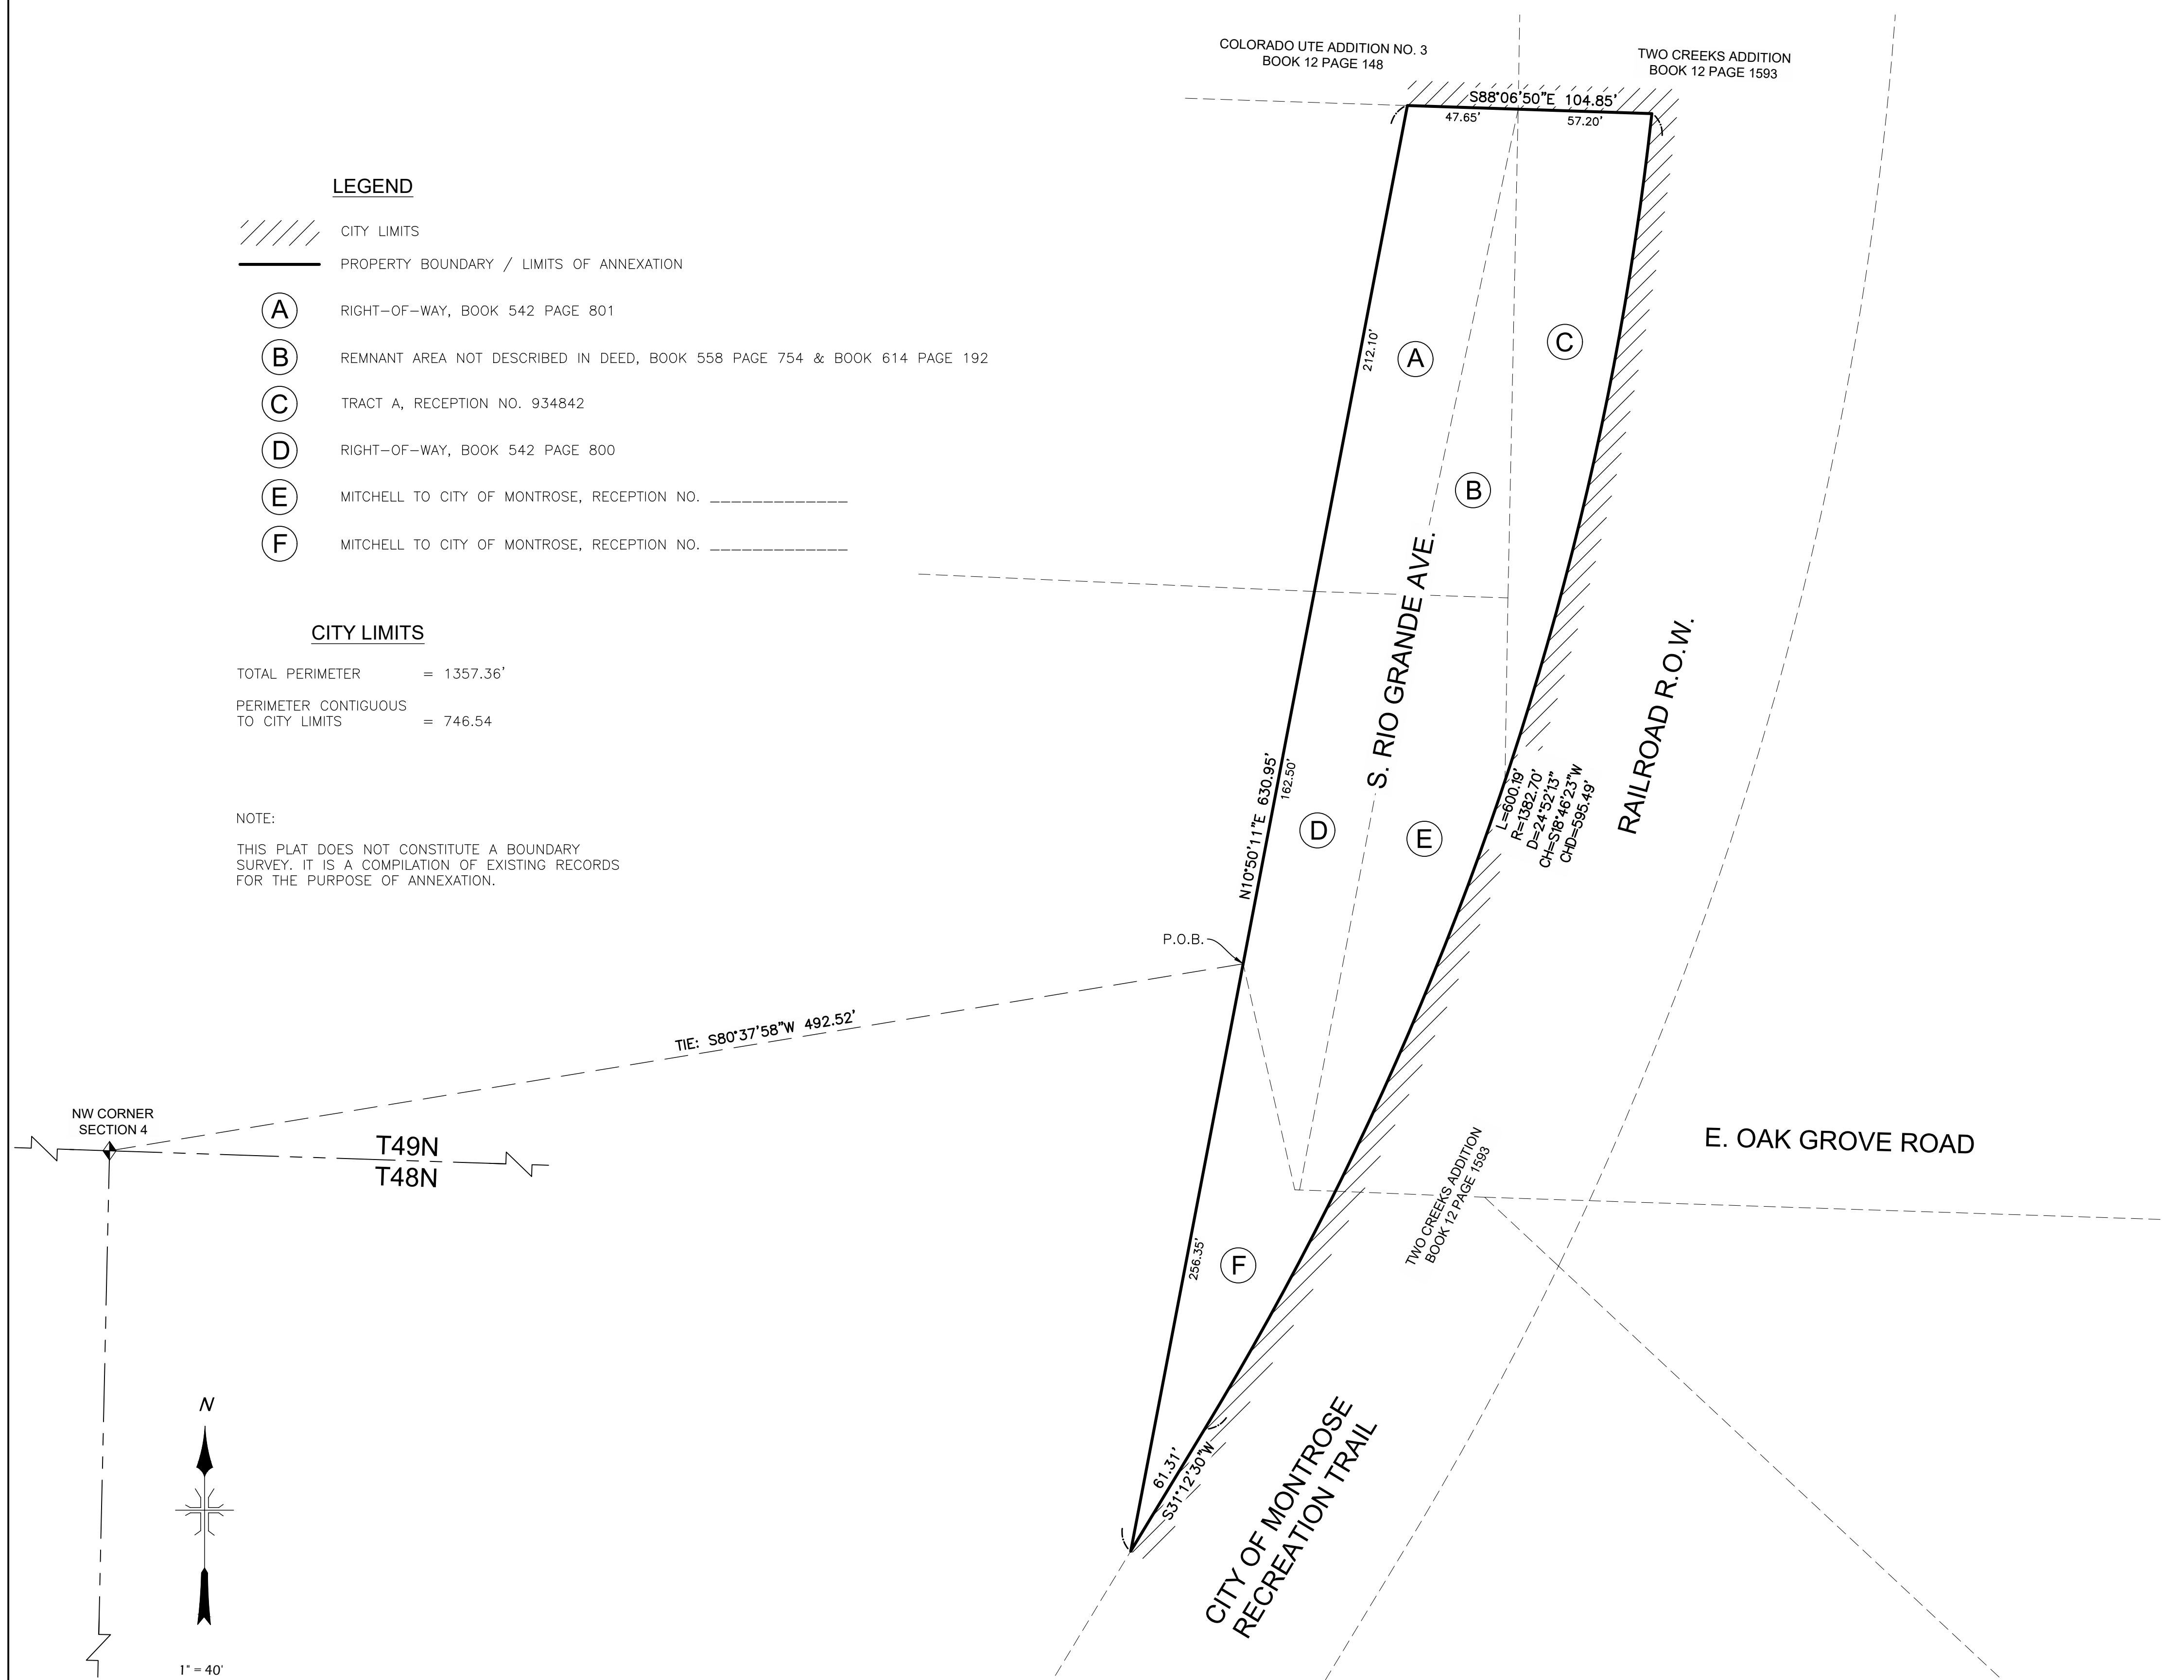 COLORADO UTE ADDITION NO. 3
BOOK 12 PAGE 148
TWO CREEKS ADDITION
BOOK 12 PAGE 1593
S88°06'50"E 104.85'
47.65'
57.20'
LEGEND
CITY LIMITS
PROPERTY BOUNDARY / LIMITS OF ANNEXATION
A RIGHT-OF-WAY, BOOK 542 PAGE 801
B REMNANT AREA NOT DESCRIBED IN DEED, BOOK 558 PAGE 754 & BOOK 614 PAGE 192
C TRACT A, RECEPTION NO. 934842
D RIGHT-OF-WAY, BOOK 542 PAGE 800
E MITCHELL TO CITY OF MONTROSE, RECEPTION NO. _____________
F MITCHELL TO CITY OF MONTROSE, RECEPTION NO. _____________
CITY LIMITS
TOTAL PERIMETER = 1357.36'
PERIMETER CONTIGUOUS
TO CITY LIMITS = 746.54
NOTE:
THIS PLAT DOES NOT CONSTITUTE A BOUNDARY
SURVEY. IT IS A COMPILATION OF EXISTING RECORDS
FOR THE PURPOSE OF ANNEXATION.
212.10'
A
C
B
S. RIO GRANDE AVE.
RAILROAD R.O.W.
N10°50'11"E 630.95'
162.50'
D
E
L=600.19'
R=1382.70'
D=24°52'13"
CH=S18°46'23"W
CHD=595.49'
P.O.B.
TIE: S80°37'58"W 492.52'
NW CORNER
SECTION 4
T49N
T48N
E. OAK GROVE ROAD
TWO CREEKS ADDITION
BOOK 12 PAGE 1593
256.35'
F
61.31'
S31°12'30"W
CITY OF MONTROSE
RECREATION TRAIL
N
1" = 40'